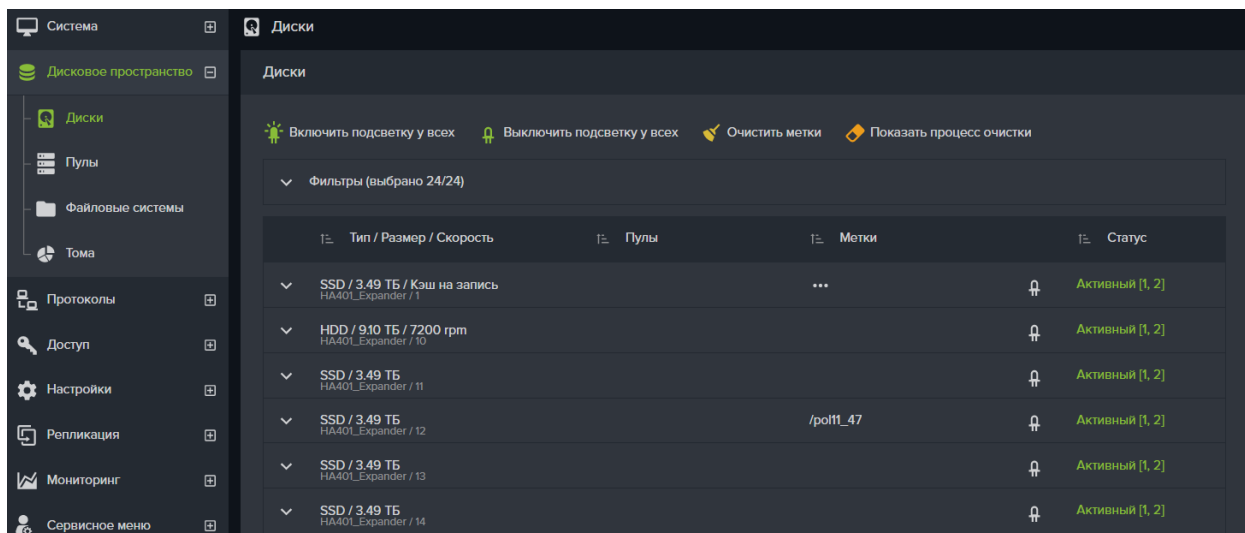 Система
Диски
Дисковое пространство
Диски
Диски
Включить подсветку у всех
Выключить подсветку у всех
Очистить метки
Показать процесс очистки
Пулы
Фильтры (выбрано 24/24)
Файловые системы
Тома
Тип / Размер / Скорость
Пулы
Метки
Статус
SSD / 3.49 ТБ / Кэш на запись
HA401_Expander / 1
...
Активный [1, 2]
Протоколы
HDD / 9.10 ТБ / 7200 rpm
HA401_Expander / 10
Активный [1, 2]
Доступ
SSD / 3.49 ТБ
HA401_Expander / 11
Активный [1, 2]
Настройки
SSD / 3.49 ТБ
HA401_Expander / 12
/pol11_47
Активный [1, 2]
Репликация
SSD / 3.49 ТБ
HA401_Expander / 13
Активный [1, 2]
Мониторинг
SSD / 3.49 ТБ
HA401_Expander / 14
Активный [1, 2]
Сервисное меню